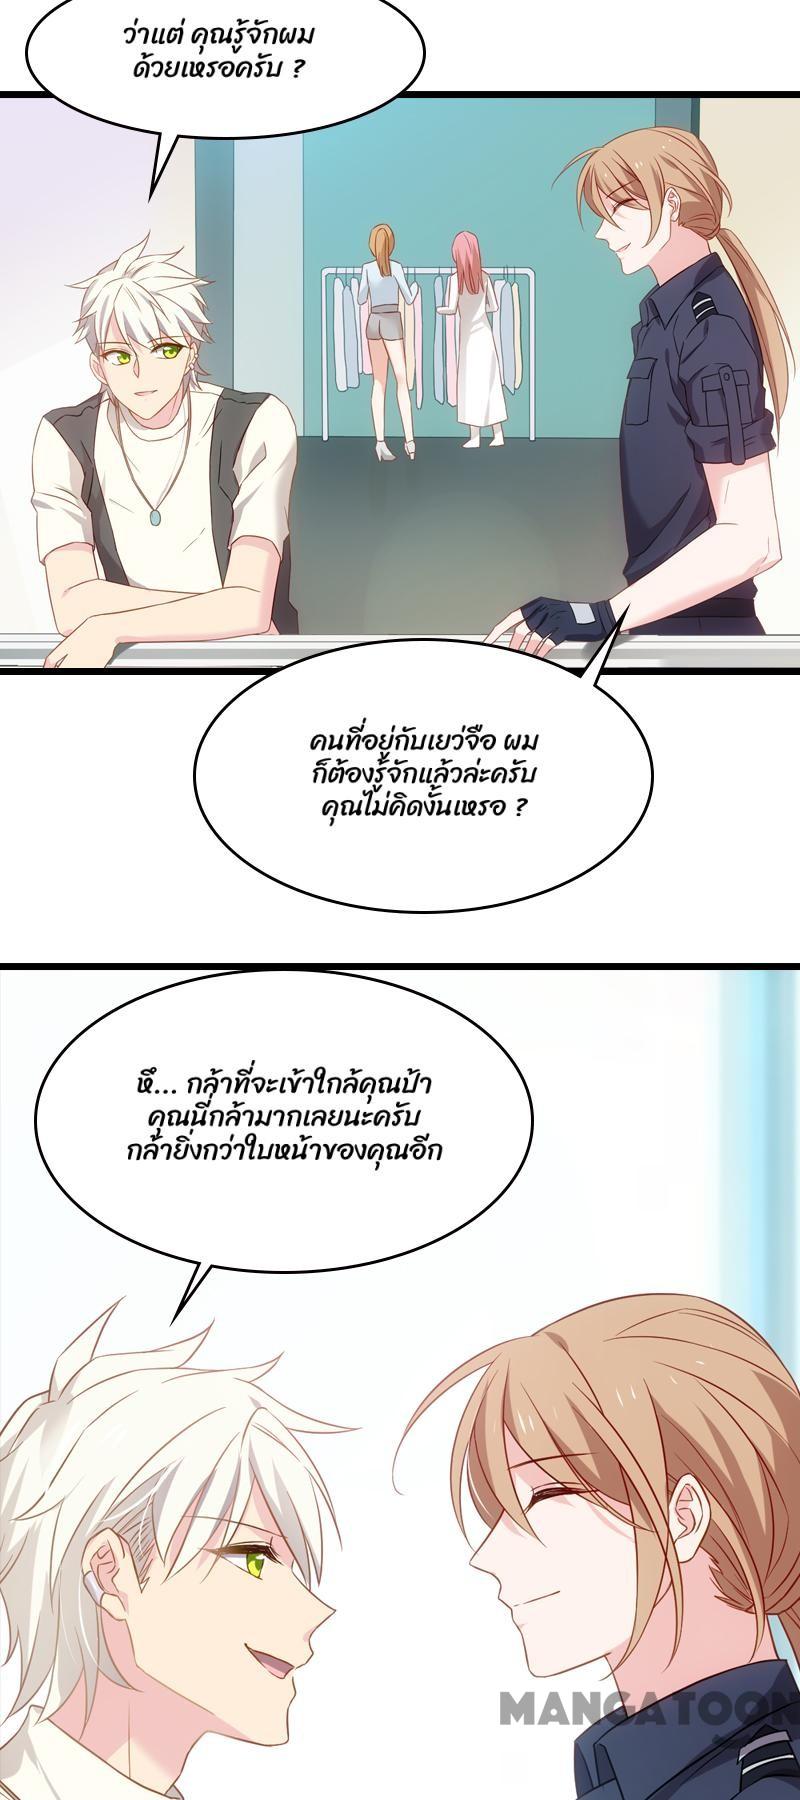 ว่าแต่ คุณรู้จักผม
ด้วยเหรอครับ ?
คนที่อยู่กับเยว่จือ ผม
ก็ต้องรู้จักแล้วล่ะครับ
คุณไม่คิดงั้นเหรอ ?
หึ... กล้าที่จะเข้าใกล้คุณป้า
คุณนี่กล้ามากเลยนะครับ
กล้ายิ่งกว่าใบหน้าของคุณอีก
MANGATOON